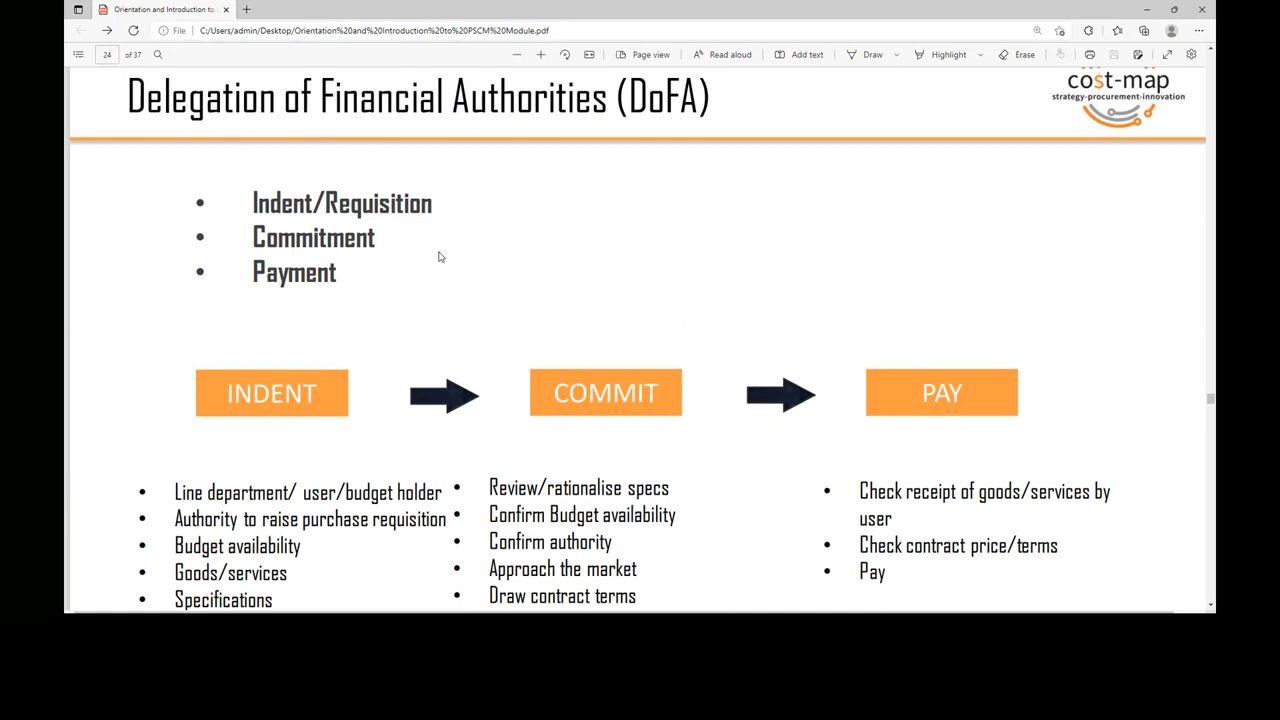 Orientation and Introduction to
File
C:/Users/admin/Desktop/Orientation%20and%20Introduction%20to%20PSCM%20Module.pdf
24 of 37
Page view
Read aloud
Add text
Draw
Highlight
Erase
Delegation of Financial Authorities (DoFA)
cost-map
strategy-procurement-innovation
• Indent/Requisition
• Commitment
• Payment
INDENT
COMMIT
PAY
• Line department/ user/budget holder
• Authority to raise purchase requisition
• Budget availability
• Goods/services
• Specifications
• Review/rationalise specs
• Confirm Budget availability
• Confirm authority
• Approach the market
• Draw contract terms
• Check receipt of goods/services by
user
• Check contract price/terms
• Pay